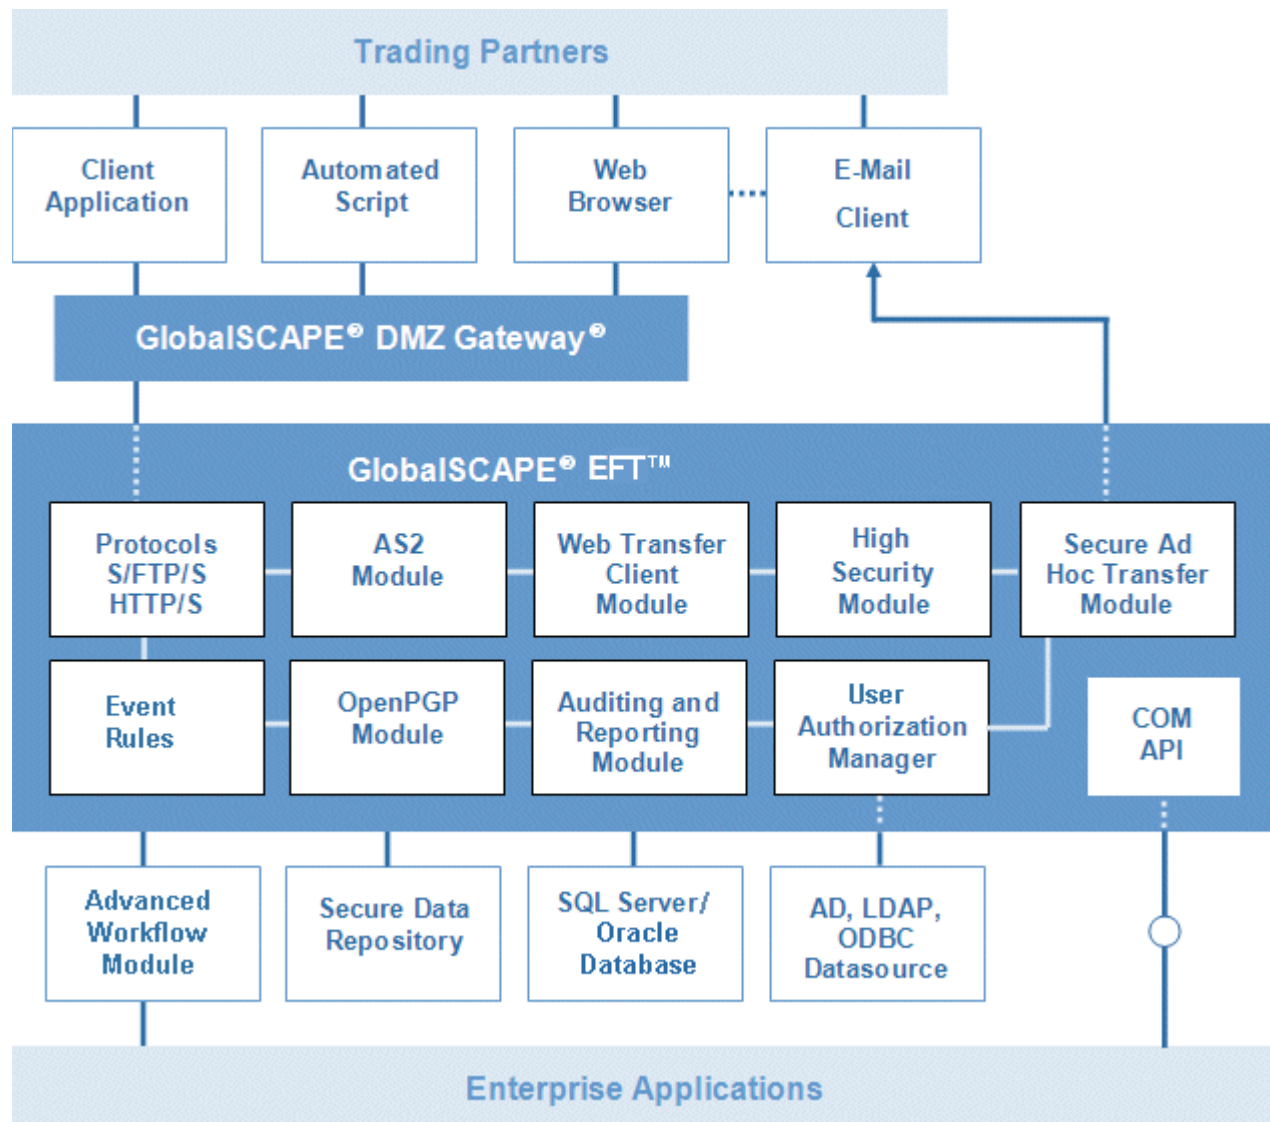 Trading Partners
Client
Application
Automated
Script
Web
Browser
E-Mail
Client
GlobalSCAPE® DMZ Gateway®
GlobalSCAPE® EFT™
Protocols
S/FTP/S
HTTP/S
AS2
Module
Web Transfer
Client
Module
High
Security
Module
Secure Ad
Hoc Transfer
Module
Event
Rules
OpenPGP
Module
Auditing and
Reporting
Module
User
Authorization
Manager
COM
API
Advanced
Workflow
Module
Secure Data
Repository
SQL Server/
Oracle
Database
AD, LDAP,
ODBC
Datasource
Enterprise Applications